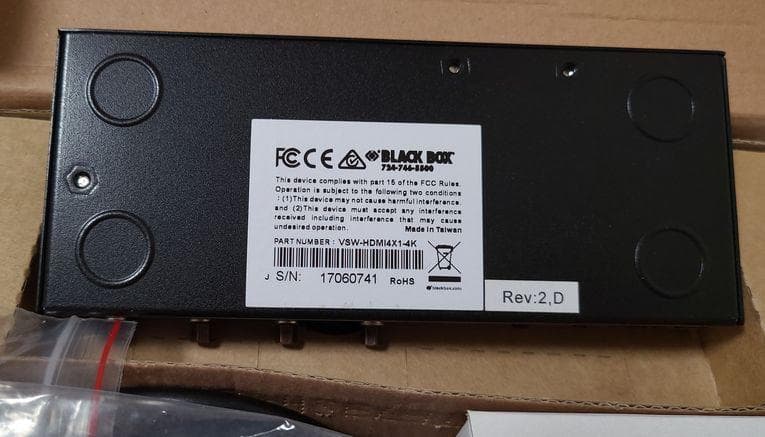 FC CE BLACK BOX
724-746-5500
This device complies with part 15 of the FCC Rules.
Operation is subject to the following two conditions
: (1)This device may not cause harmful interference.
and (2)This device must accept any interference
received including interference that may cause
undesired operation. Made in Taiwan
PART NUMBER : VSW-HDMI4X1-4K
J S/N: 17060741 RoHS
blackbox.com
Rev:2,D